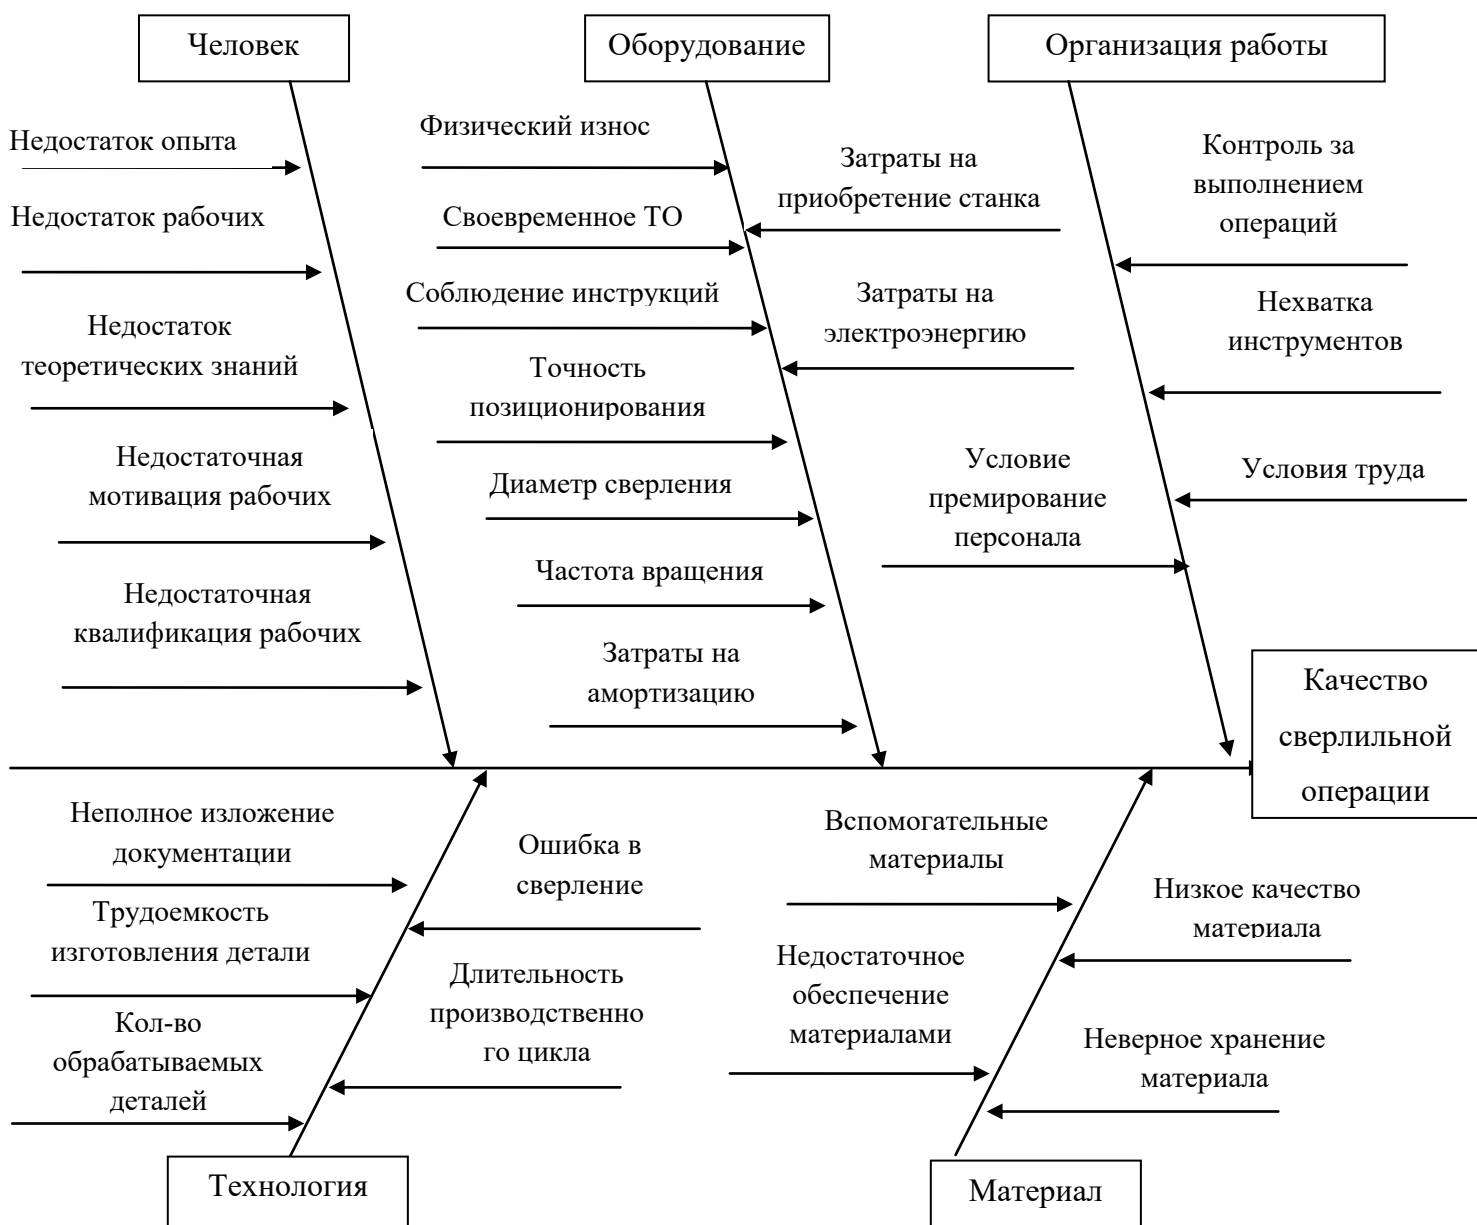 Человек
Оборудование
Организация работы
Недостаток опыта
Недостаток рабочих
Недостаток
теоретических знаний
Недостаточная
мотивация рабочих
Недостаточная
квалификация рабочих
Физический износ
Своевременное ТО
Соблюдение инструкций
Точность
позиционирования
Диаметр сверления
Частота вращения
Затраты на
амортизацию
Затраты на
приобретение станка
Затраты на
электроэнергию
Контроль за
выполнением
операций
Нехватка
инструментов
Условия труда
Условие
премирование
персонала
Качество
сверлильной
операции
Неполное изложение
документации
Трудоемкость
изготовления детали
Кол-во
обрабатываемых
деталей
Ошибка в
сверление
Длительность
производственно
го цикла
Вспомогательные
материалы
Недостаточное
обеспечение
материалами
Низкое качество
материала
Неверное хранение
материала
Технология
Материал